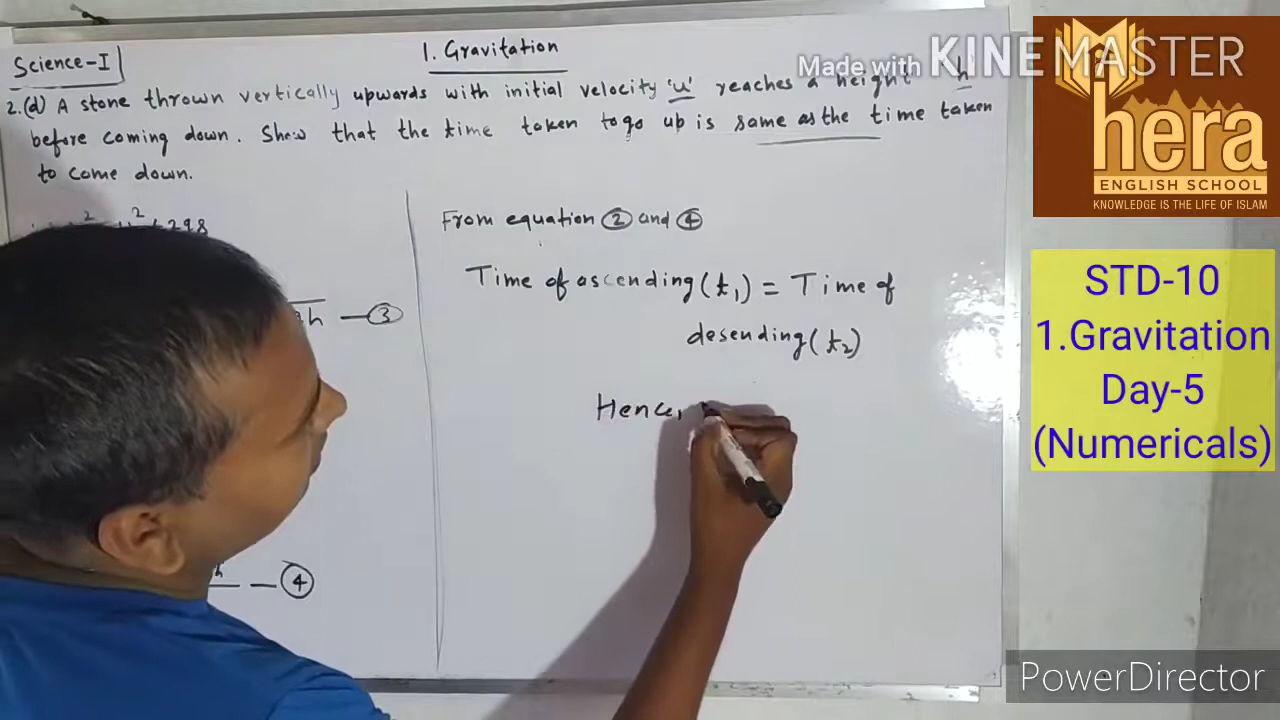 Science-I
1. Gravitation
2.(d) A stone thrown vertically upwards with initial velocity 'u' reaches a height 'h'
before coming down. Show that the time taken to go up is same as the time taken
to come down.
h — 3
h — 4
From equation 2 and 4
Time of ascending (t1) = Time of
desending (t2)
Hence,
Made with KINEMASTER
hera
ENGLISH SCHOOL
KNOWLEDGE IS THE LIFE OF ISLAM
STD-10
1.Gravitation
Day-5
(Numericals)
PowerDirector